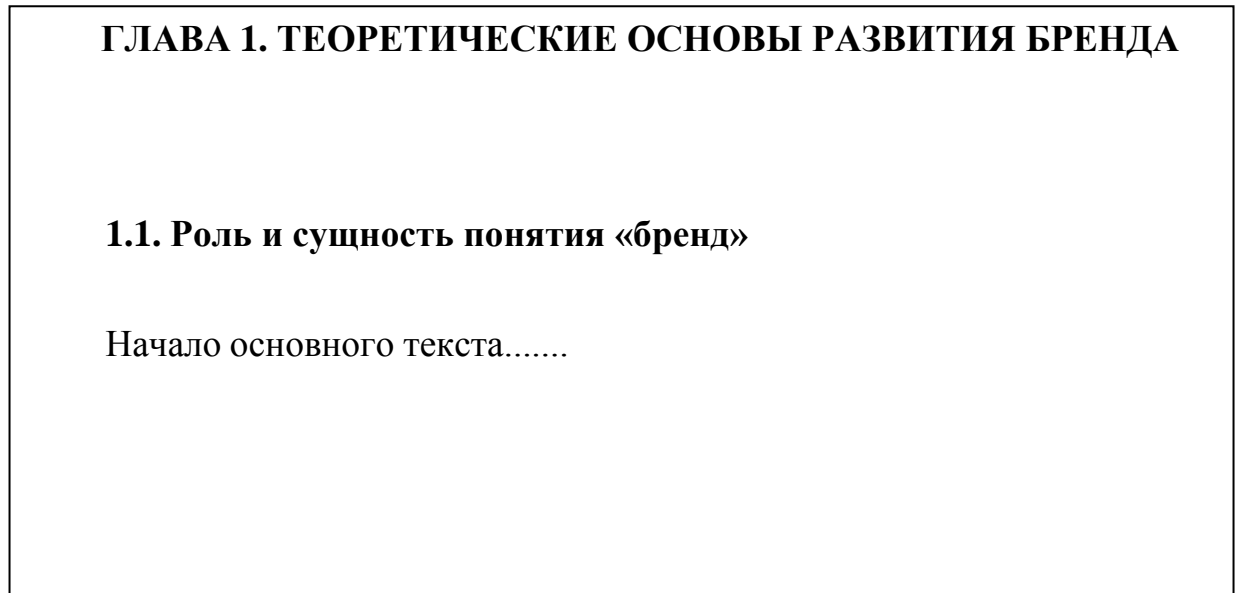 ГЛАВА 1. ТЕОРЕТИЧЕСКИЕ ОСНОВЫ РАЗВИТИЯ БРЕНДА
1.1. Роль и сущность понятия «бренд»
Начало основного текста.......